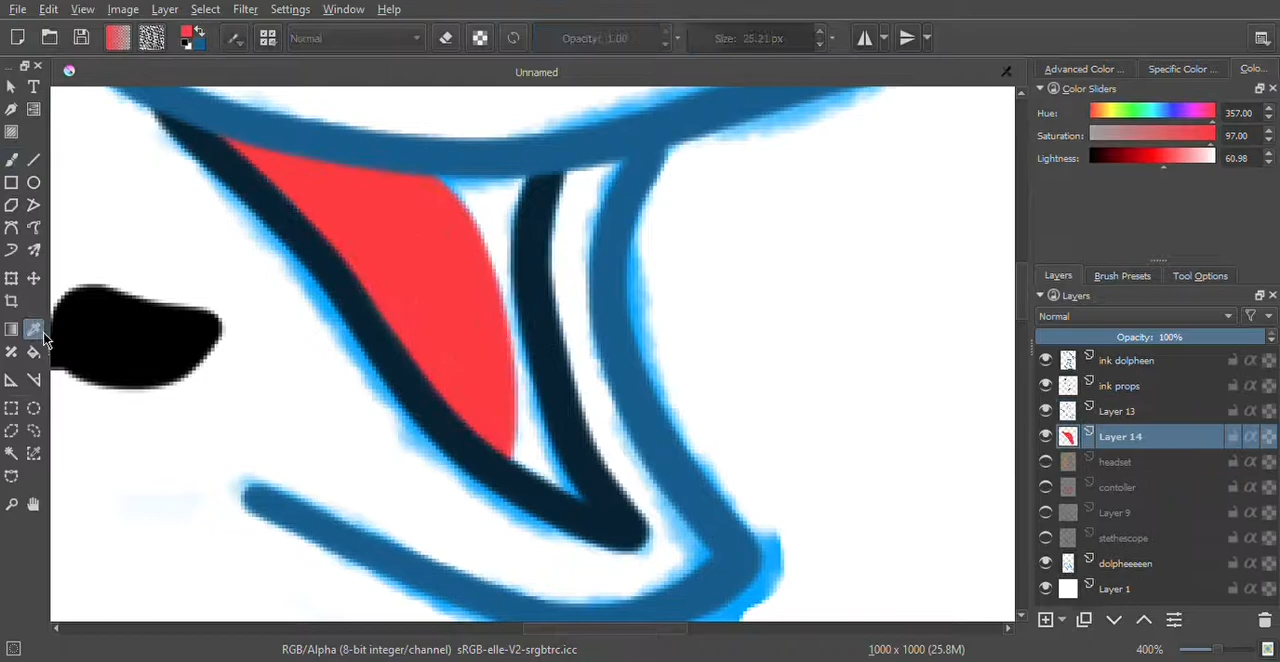 File Edit View Image Layer Select Filter Settings Window Help
Normal Opacity: 1.00 Size: 25.21 px
Unnamed
Advanced Color ... Specific Color ... Colo...
Color Sliders
Hue: 357.00
Saturation: 97.00
Lightness: 60.98
Layers Brush Presets Tool Options
Layers
Normal
Opacity: 100%
ink dolpheen
ink props
Layer 13
Layer 14
headset
contoller
Layer 9
stethescope
dolpheeeen
Layer 1
RGB/Alpha (8-bit integer/channel) sRGB-elle-V2-srgbtrc.icc 1000 x 1000 (25.8M) 400%